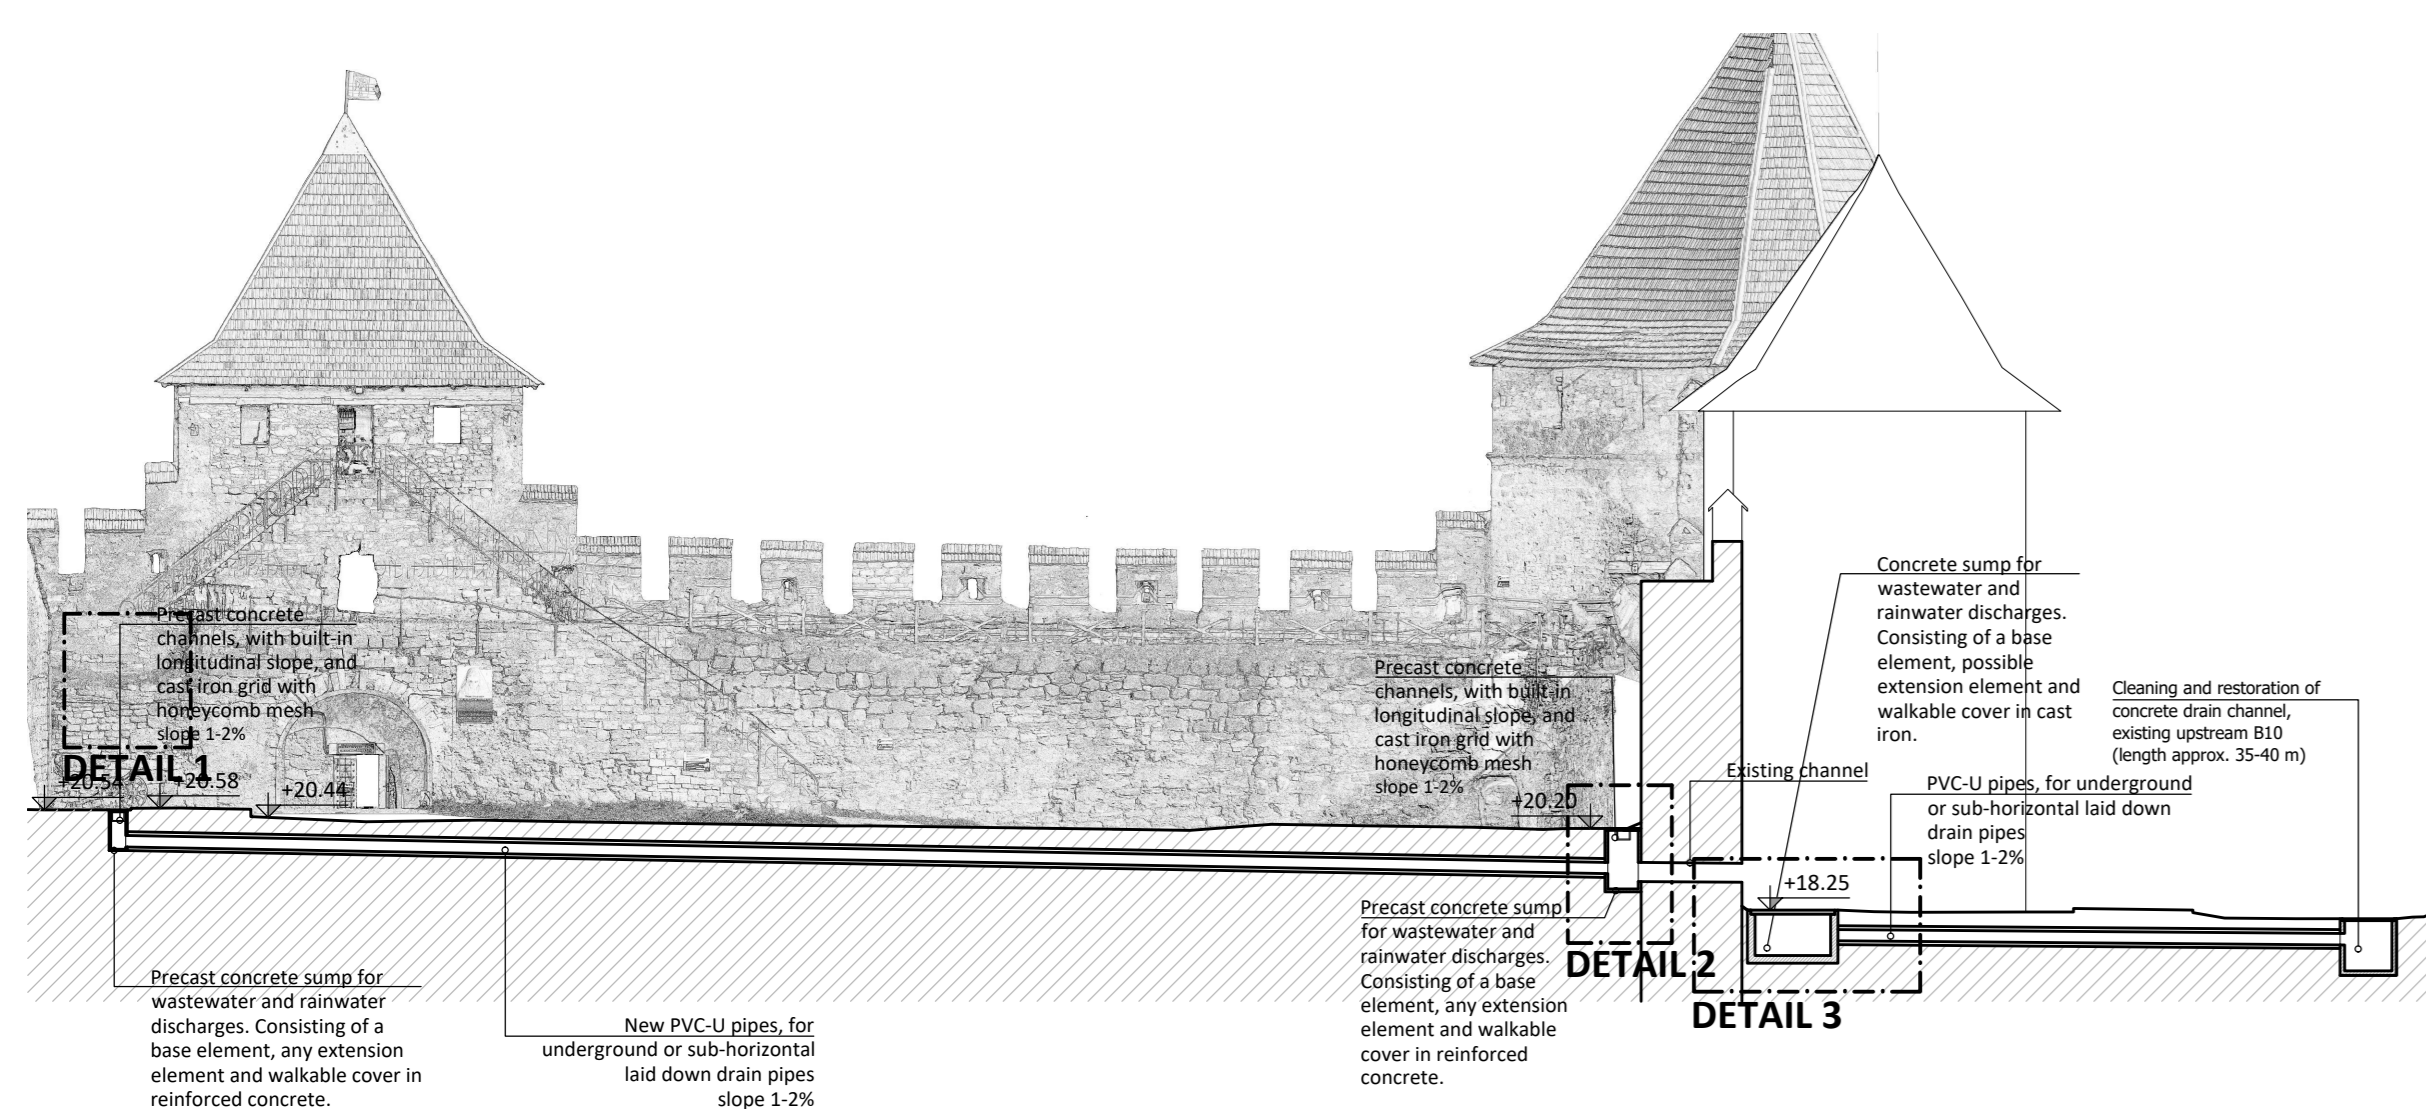 Precast concrete
channels, with built-in
longitudinal slope, and
cast iron grid with
honeycomb mesh
slope 1-2%
DETAIL 1
+20.54
+20.58
+20.44
Precast concrete sump for
wastewater and rainwater
discharges. Consisting of a
base element, any extension
element and walkable cover in
reinforced concrete.
New PVC-U pipes, for
underground or sub-horizontal
laid down drain pipes
slope 1-2%
Precast concrete
channels, with built-in
longitudinal slope, and
cast iron grid with
honeycomb mesh
slope 1-2%
+20.20
Precast concrete sump
for wastewater and
rainwater discharges.
Consisting of a base
element, any extension
element and walkable
cover in reinforced
concrete.
DETAIL 2
Existing channel
+18.25
DETAIL 3
Concrete sump for
wastewater and
rainwater discharges.
Consisting of a base
element, possible
extension element and
walkable cover in cast
iron.
PVC-U pipes, for underground
or sub-horizontal laid down
drain pipes
slope 1-2%
Cleaning and restoration of
concrete drain channel,
existing upstream B10
(length approx. 35-40 m)